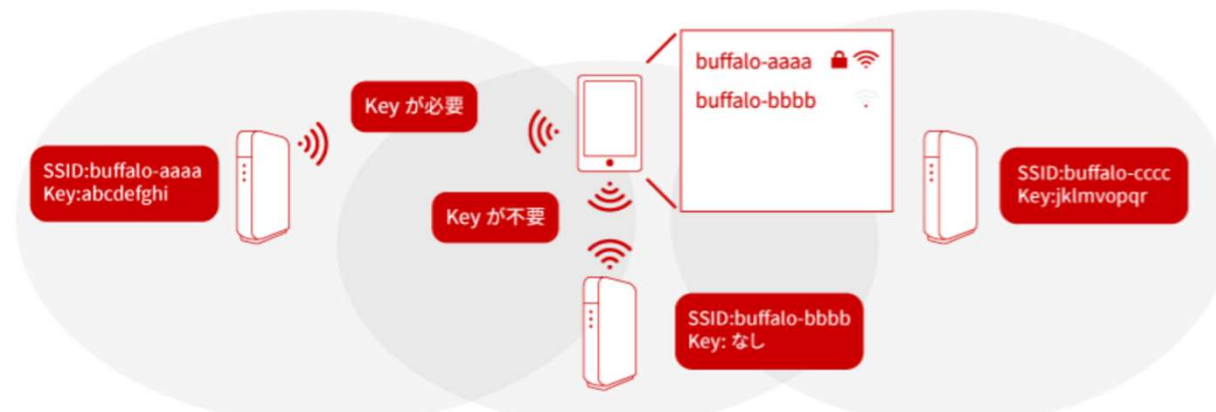 buffalo-aaaa
buffalo-bbbb
Key が必要
SSID:buffalo-aaaa
Key:abcdefghi
Key が不要
SSID:buffalo-cccc
Key:jklmvopqr
SSID:buffalo-bbbb
Key: なし